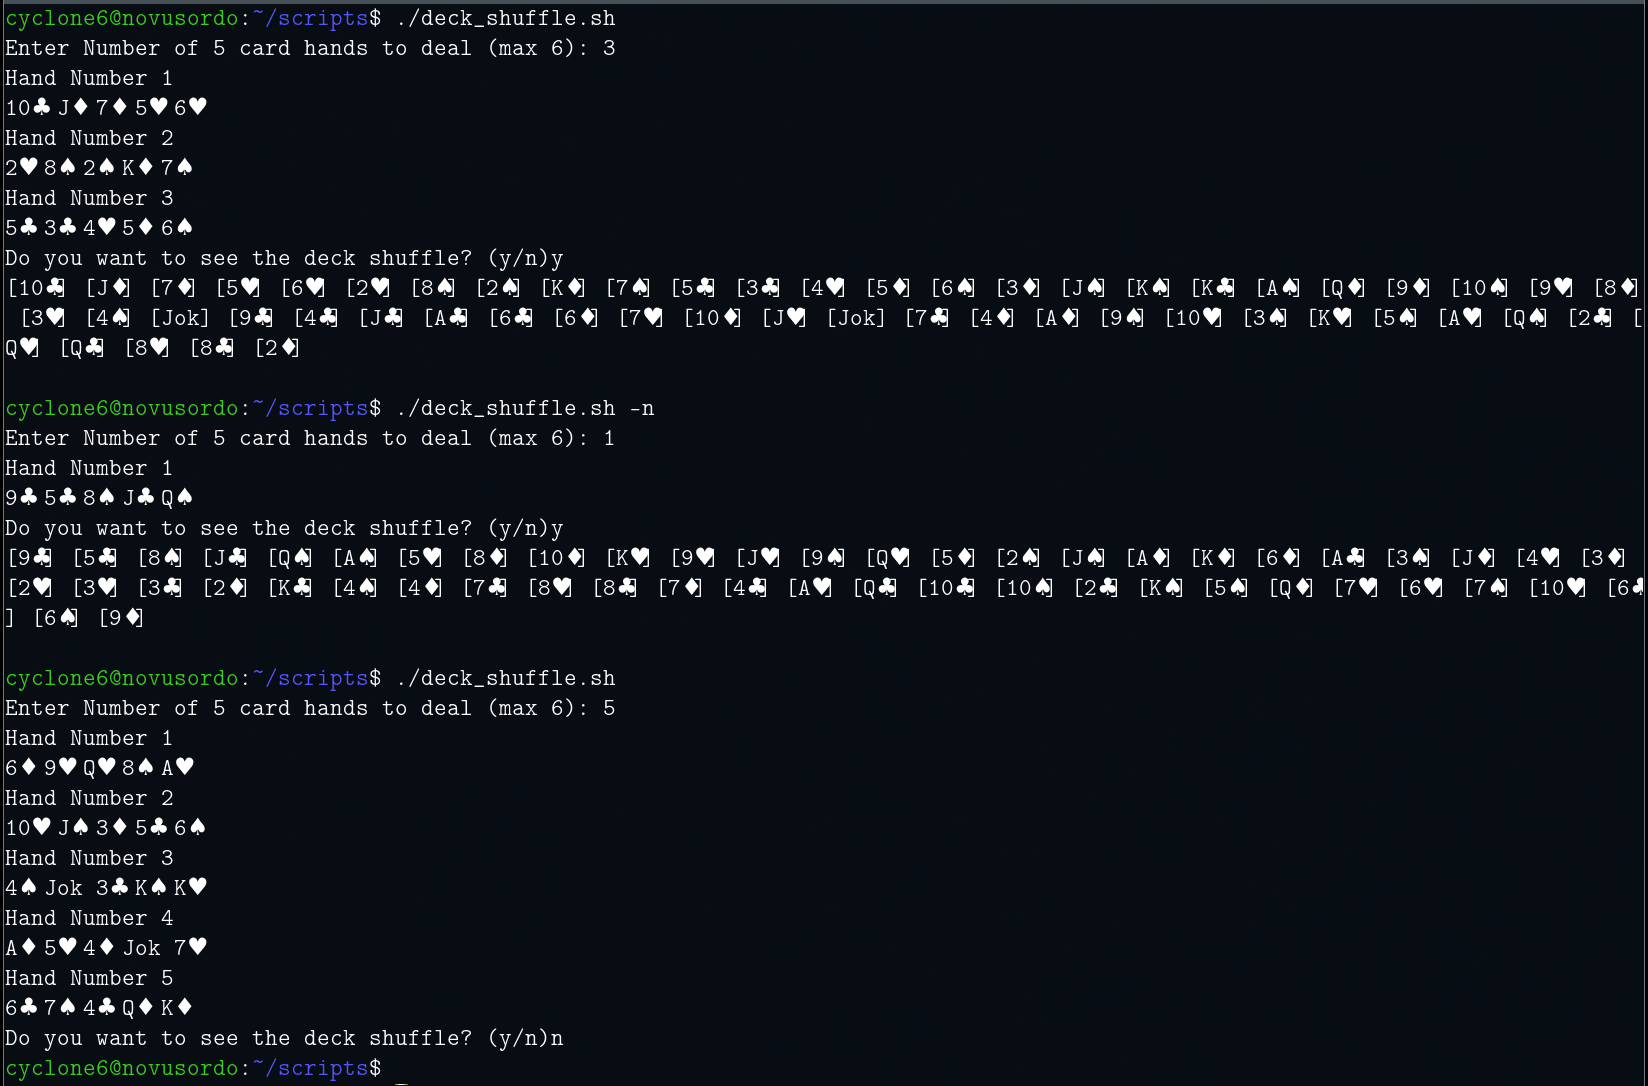 cyclone6@novusordo:~/scripts$ ./deck_shuffle.sh
Enter Number of 5 card hands to deal (max 6): 3
Hand Number 1
10♣ J♦ 7♦ 5♥ 6♥
Hand Number 2
2♥ 8♠ 2♠ K♦ 7♠
Hand Number 3
5♣ 3♣ 4♥ 5♦ 6♠
Do you want to see the deck shuffle? (y/n)y
[10♣] [J♦] [7♦] [5♥] [6♥] [2♥] [8♠] [2♠] [K♦] [7♠] [5♣] [3♣] [4♥] [5♦] [6♠] [3♦] [J♠] [K♠] [K♣] [A♠] [Q♦] [9♦] [10♠] [9♥] [8♦]
[3♥] [4♠] [Jok] [9♣] [4♣] [J♣] [A♣] [6♣] [6♦] [7♥] [10♦] [J♥] [Jok] [7♣] [4♦] [A♦] [9♠] [10♥] [3♠] [K♥] [5♠] [A♥] [Q♠] [2♣] [
Q♥] [Q♣] [8♥] [8♣] [2♦]
cyclone6@novusordo:~/scripts$ ./deck_shuffle.sh -n
Enter Number of 5 card hands to deal (max 6): 1
Hand Number 1
9♣ 5♣ 8♠ J♣ Q♠
Do you want to see the deck shuffle? (y/n)y
[9♣] [5♣] [8♠] [J♣] [Q♠] [A♠] [5♥] [8♦] [10♦] [K♥] [9♥] [J♥] [9♠] [Q♥] [5♦] [2♠] [J♠] [A♦] [K♦] [6♦] [A♣] [3♠] [J♦] [4♥] [3♦]
[2♥] [3♥] [3♣] [2♦] [K♣] [4♠] [4♦] [7♣] [8♥] [8♣] [7♦] [4♣] [A♥] [Q♣] [10♣] [10♠] [2♣] [K♠] [5♠] [Q♦] [7♥] [6♥] [7♠] [10♥] [6♣
] [6♠] [9♦]
cyclone6@novusordo:~/scripts$ ./deck_shuffle.sh
Enter Number of 5 card hands to deal (max 6): 5
Hand Number 1
6♦ 9♥ Q♥ 8♠ A♥
Hand Number 2
10♥ J♠ 3♦ 5♣ 6♠
Hand Number 3
4♠ Jok 3♣ K♠ K♥
Hand Number 4
A♦ 5♥ 4♦ Jok 7♥
Hand Number 5
6♣ 7♠ 4♣ Q♦ K♦
Do you want to see the deck shuffle? (y/n)n
cyclone6@novusordo:~/scripts$